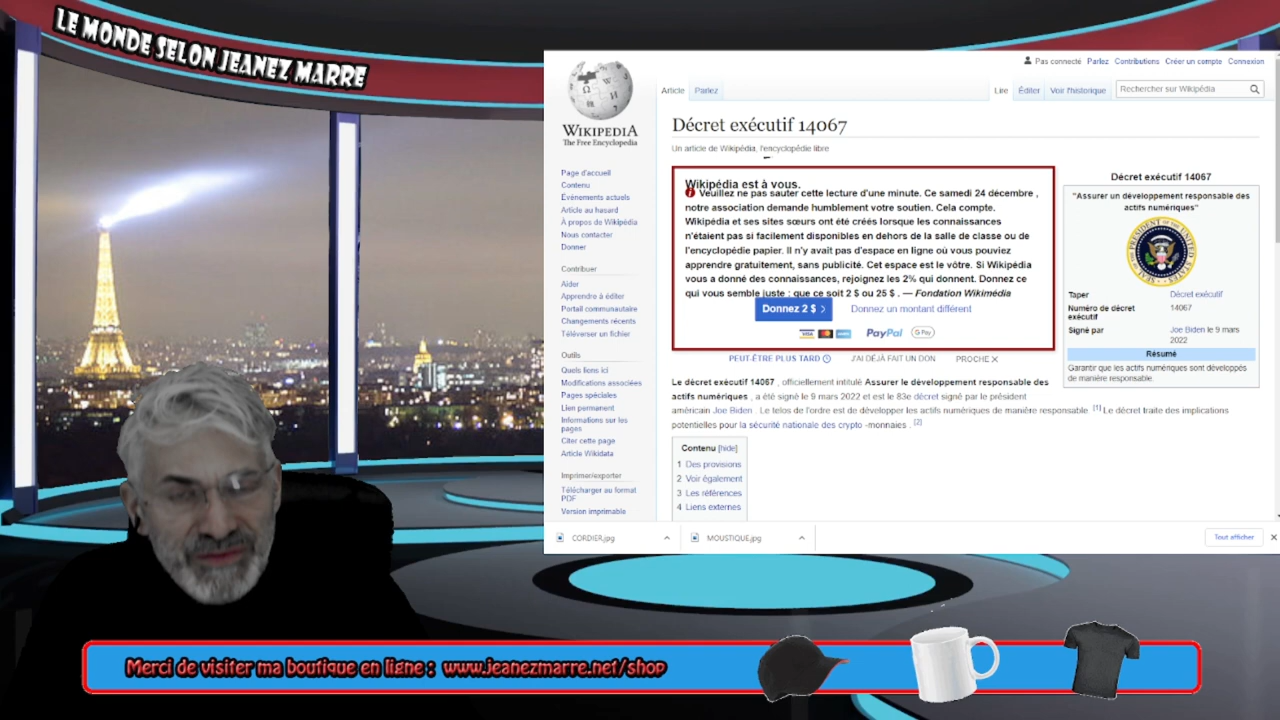 LE MONDE SELON JEANEZ MARRE
Pas connecté Parlez Contributions Créer un compte Connexion
Article Parlez Lire Éditer Voir l'historique Rechercher sur Wikipédia
WIKIPEDIA
The Free Encyclopedia
Page d'accueil
Contenu
Événements actuels
Article au hasard
À propos de Wikipédia
Nous contacter
Donner
Contribuer
Aider
Apprendre à éditer
Portail communautaire
Changements récents
Téléverser un fichier
Outils
Quels liens ici
Modifications associées
Pages spéciales
Lien permanent
Informations sur les
pages
Citer cette page
Article Wikidata
Imprimer/exporter
Télécharger au format
PDF
Version imprimable
Décret exécutif 14067
Un article de Wikipédia, l'encyclopédie libre
Wikipédia est à vous.
Veuillez ne pas sauter cette lecture d'une minute. Ce samedi 24 décembre ,
notre association demande humblement votre soutien. Cela compte.
Wikipédia et ses sites sœurs ont été créés lorsque les connaissances
n'étaient pas si facilement disponibles en dehors de la salle de classe ou de
l'encyclopédie papier. Il n'y avait pas d'espace en ligne où vous pouviez
apprendre gratuitement, sans publicité. Cet espace est le vôtre. Si Wikipédia
vous a donné des connaissances, rejoignez les 2% qui donnent. Donnez ce
qui vous semble juste : que ce soit 2 $ ou 25 $ . — Fondation Wikimédia
Donnez 2 $ Donnez un montant différent
VISA PayPal G Pay
PEUT-ÊTRE PLUS TARD J'AI DÉJÀ FAIT UN DON PROCHE
Décret exécutif 14067
"Assurer un développement responsable des
actifs numériques"
Taper Décret exécutif
Numéro de décret 14067
exécutif
Signé par Joe Biden le 9 mars
2022
Résumé
Garantir que les actifs numériques sont développés
de manière responsable.
Le décret exécutif 14067 , officiellement intitulé Assurer le développement responsable des
actifs numériques , a été signé le 9 mars 2022 et est le 83e décret signé par le président
américain Joe Biden . Le telos de l'ordre est de développer les actifs numériques de manière responsable. [1] Le décret traite des implications
potentielles pour la sécurité nationale des crypto -monnaies . [2]
Contenu [hide]
1 Des provisions
2 Voir également
3 Les références
4 Liens externes
CORDIER.jpg MOUSTIQUE.jpg Tout afficher
Merci de visiter ma boutique en ligne : www.jeanezmarre.net/shop